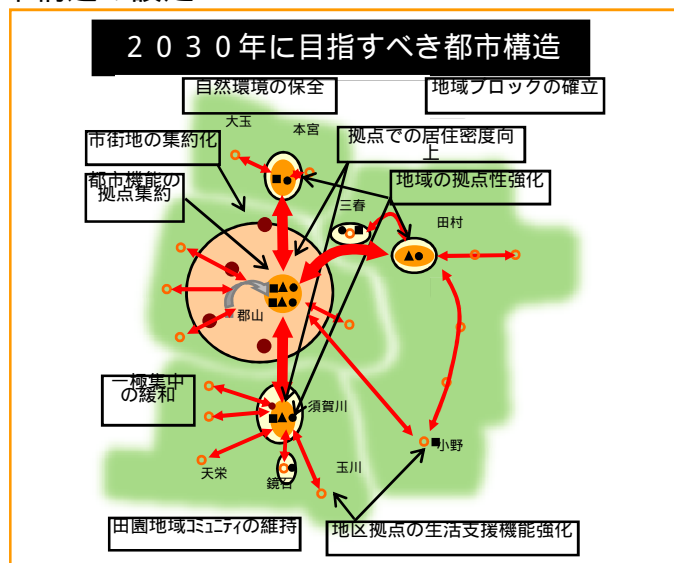 ２０３０年に目指すべき都市構造
自然環境の保全
地域ブロックの確立
大玉
本宮
市街地の集約化
拠点での居住密度向
上
都市機能の
拠点集約
地域の拠点性強化
三春
田村
郡山
一極集中
の緩和
須賀川
小野
天栄
鏡石
玉川
田園地域ｺﾐｭﾆﾃｨの維持
地区拠点の生活支援機能強化